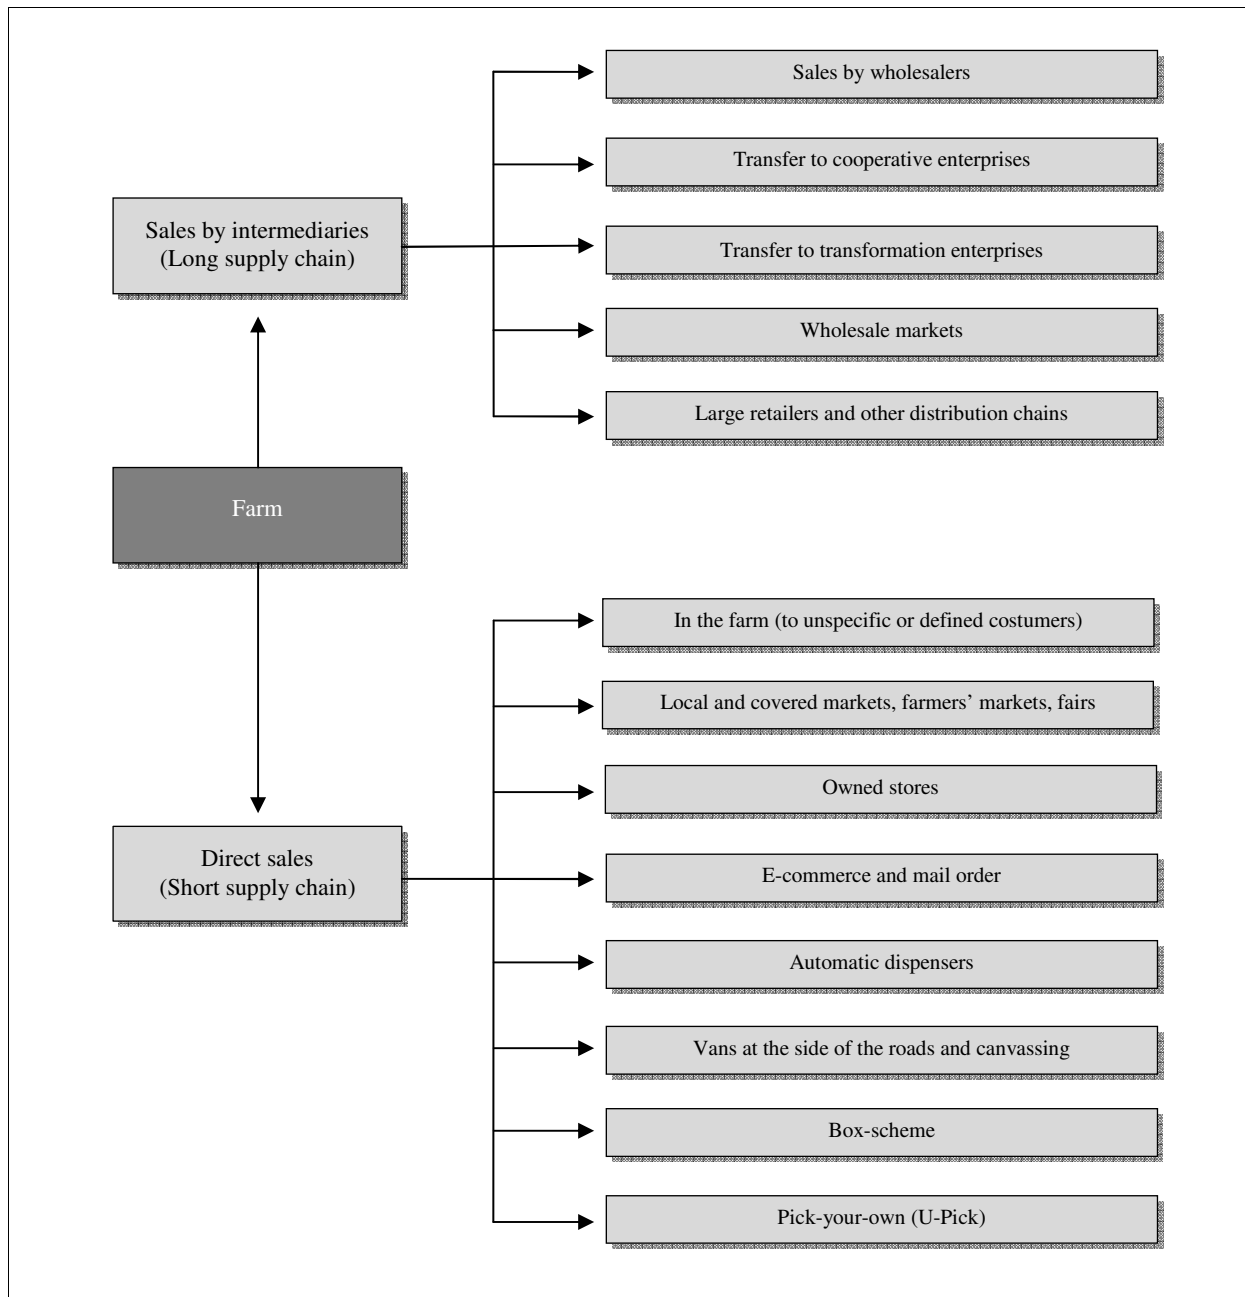 Sales by wholesalers
Transfer to cooperative enterprises
Sales by intermediaries
(Long supply chain)
Transfer to transformation enterprises
Wholesale markets
Large retailers and other distribution chains
Farm
In the farm (to unspecific or defined costumers)
Local and covered markets, farmers’ markets, fairs
Owned stores
Direct sales
(Short supply chain)
E-commerce and mail order
Automatic dispensers
Vans at the side of the roads and canvassing
Box-scheme
Pick-your-own (U-Pick)